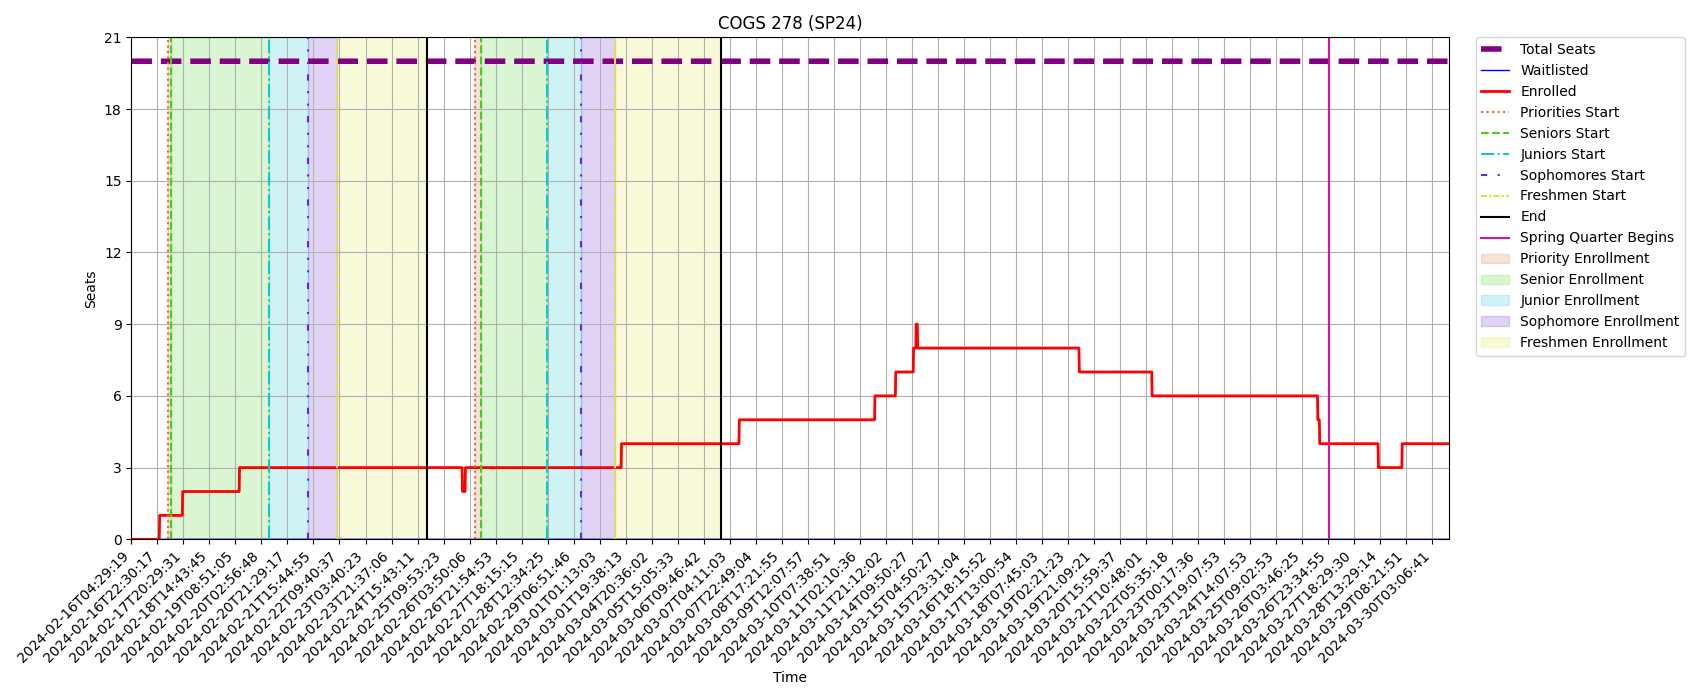 COGS 278 (SP24)
21
18
15
12
9
6
3
0
Seats
2024-02-16T04:29:19
2024-02-16T22:30:17
2024-02-17T20:29:31
2024-02-18T14:43:45
2024-02-19T08:51:05
2024-02-20T02:56:48
2024-02-20T21:29:17
2024-02-21T15:44:55
2024-02-22T09:40:37
2024-02-23T03:40:23
2024-02-23T21:37:06
2024-02-24T15:43:11
2024-02-25T09:53:23
2024-02-26T03:50:06
2024-02-26T21:54:53
2024-02-27T18:15:15
2024-02-28T12:34:25
2024-02-29T06:51:46
2024-03-01T01:13:03
2024-03-01T19:38:13
2024-03-04T20:36:02
2024-03-05T15:05:33
2024-03-06T09:46:42
2024-03-07T04:11:03
2024-03-07T22:49:04
2024-03-08T17:21:55
2024-03-09T12:07:57
2024-03-10T07:38:51
2024-03-11T02:10:36
2024-03-11T21:12:02
2024-03-14T09:50:27
2024-03-15T04:50:27
2024-03-15T23:31:04
2024-03-16T18:15:52
2024-03-17T13:00:54
2024-03-18T07:45:03
2024-03-19T02:21:23
2024-03-19T21:09:21
2024-03-20T15:59:37
2024-03-21T10:48:01
2024-03-22T05:35:18
2024-03-23T00:17:36
2024-03-23T19:07:53
2024-03-24T14:07:53
2024-03-25T09:02:53
2024-03-26T03:46:25
2024-03-26T23:34:55
2024-03-27T18:29:30
2024-03-28T13:29:14
2024-03-29T08:21:51
2024-03-30T03:06:41
Time
Total Seats
Waitlisted
Enrolled
Priorities Start
Seniors Start
Juniors Start
Sophomores Start
Freshmen Start
End
Spring Quarter Begins
Priority Enrollment
Senior Enrollment
Junior Enrollment
Sophomore Enrollment
Freshmen Enrollment